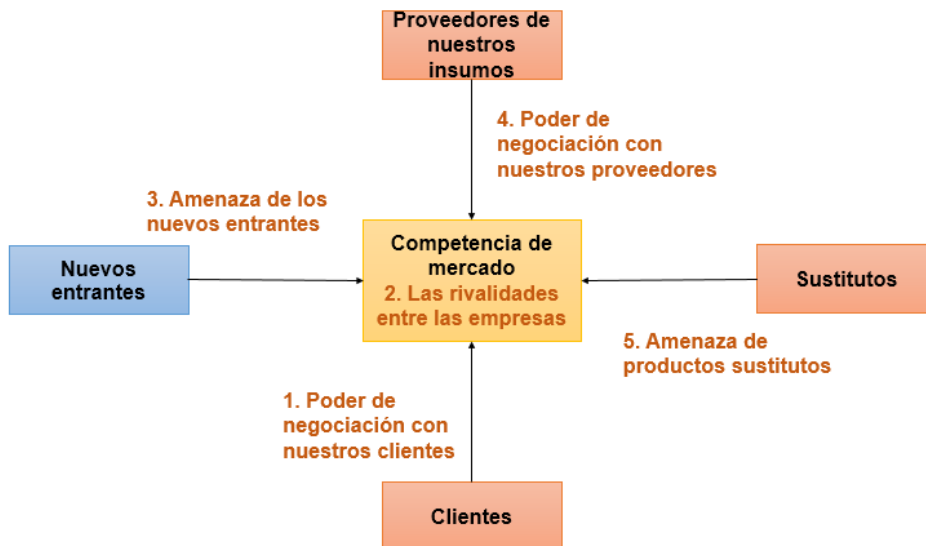 Proveedores de
nuestros
insumos
4. Poder de
negociación con
nuestros proveedores
3. Amenaza de los
nuevos entrantes
Nuevos
entrantes
Competencia de
mercado
2. Las rivalidades
entre las empresas
Sustitutos
5. Amenaza de
productos sustitutos
1. Poder de
negociación con
nuestros clientes
Clientes